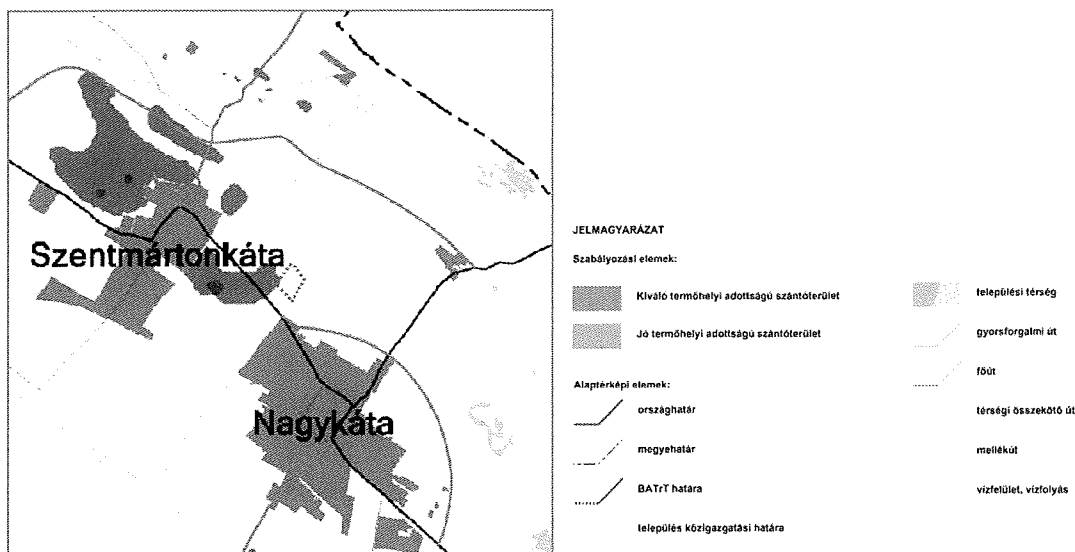 Szentmártonkáta
Nagykáta
JELMAGYARÁZAT
Szabályozási elemek:
Kiváló termőhelyi adottságú szántóterület
Jó termőhelyi adottságú szántóterület
Alaptérképi elemek:
országhatár
megyehatár
BATrT határa
település közigazgatási határa
települési térség
gyorsforgalmi út
főút
térségi összekötő út
mellékút
vízfelület, vízfolyás